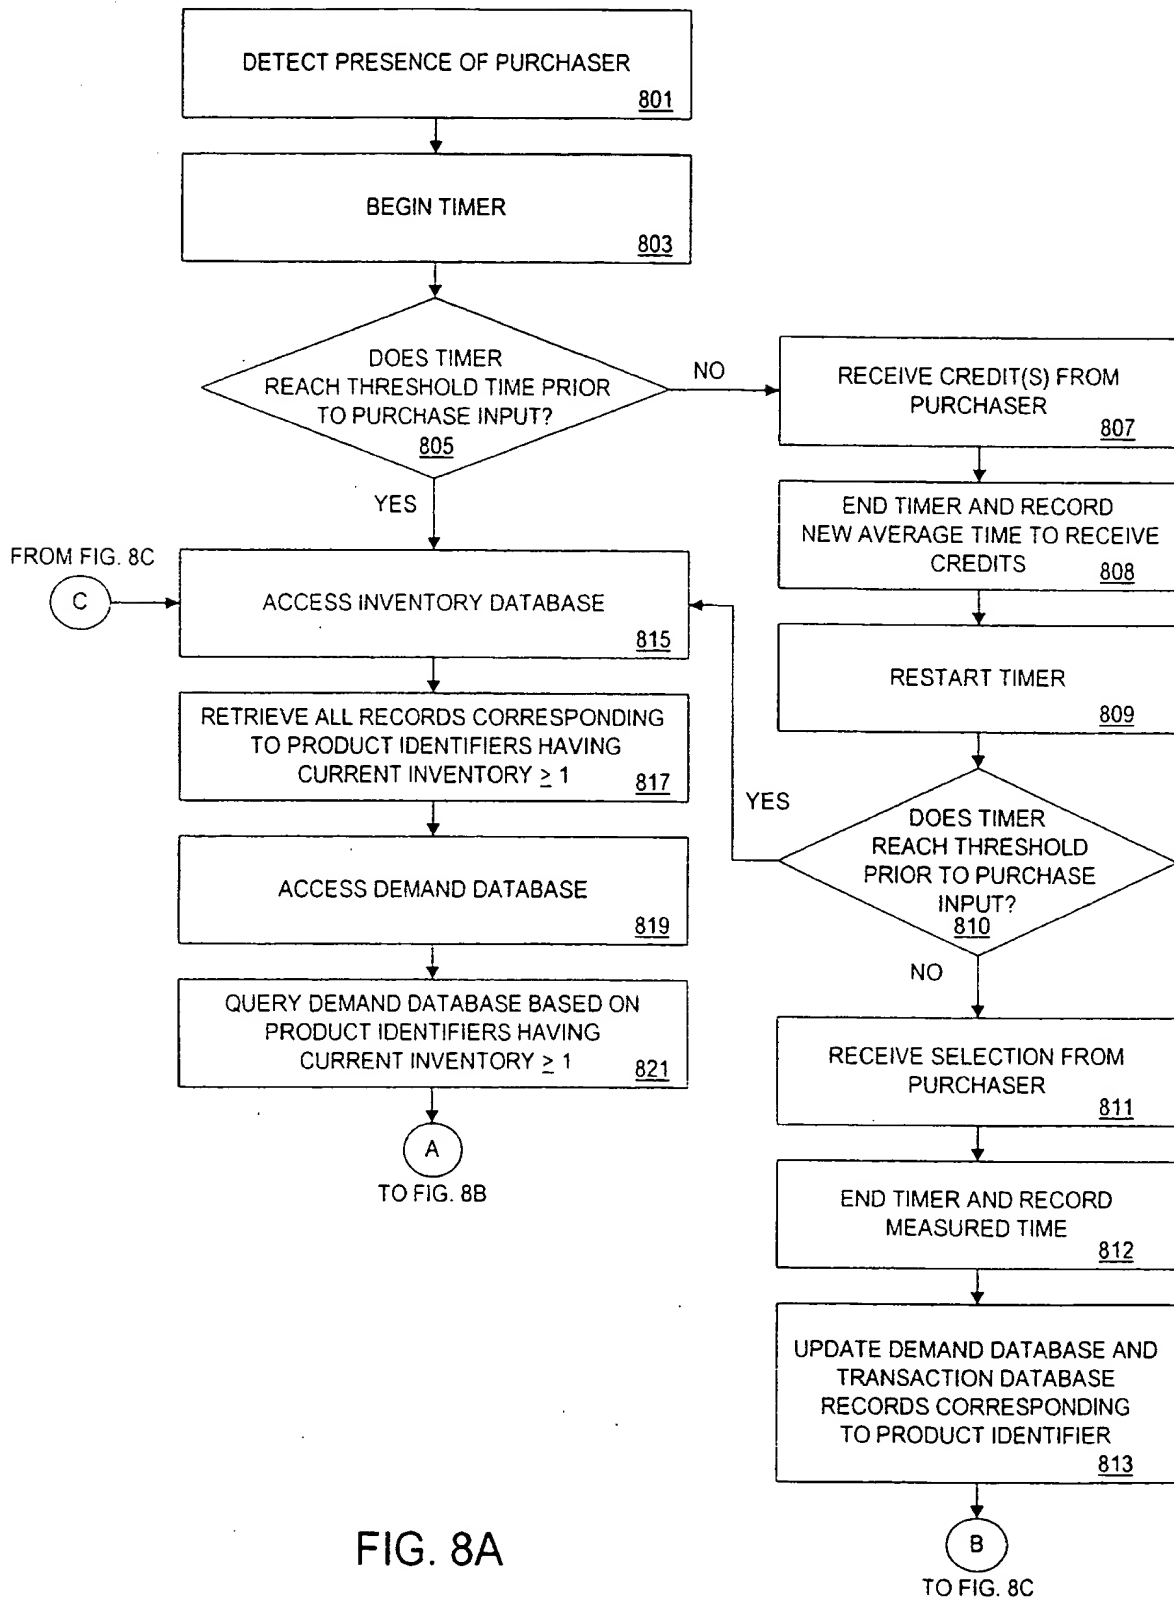 DETECT PRESENCE OF PURCHASER
801
BEGIN TIMER
803
DOES TIMER
REACH THRESHOLD TIME PRIOR
TO PURCHASE INPUT?
805
NO
YES
RECEIVE CREDIT(S) FROM
PURCHASER
807
END TIMER AND RECORD
NEW AVERAGE TIME TO RECEIVE
CREDITS
808
RESTART TIMER
809
DOES TIMER
REACH THRESHOLD
PRIOR TO PURCHASE
INPUT?
810
YES
NO
FROM FIG. 8C
C
ACCESS INVENTORY DATABASE
815
RETRIEVE ALL RECORDS CORRESPONDING
TO PRODUCT IDENTIFIERS HAVING
CURRENT INVENTORY ≥ 1
817
ACCESS DEMAND DATABASE
819
QUERY DEMAND DATABASE BASED ON
PRODUCT IDENTIFIERS HAVING
CURRENT INVENTORY ≥ 1
821
A
TO FIG. 8B
RECEIVE SELECTION FROM
PURCHASER
811
END TIMER AND RECORD
MEASURED TIME
812
UPDATE DEMAND DATABASE AND
TRANSACTION DATABASE
RECORDS CORRESPONDING
TO PRODUCT IDENTIFIER
813
B
TO FIG. 8C
FIG. 8A